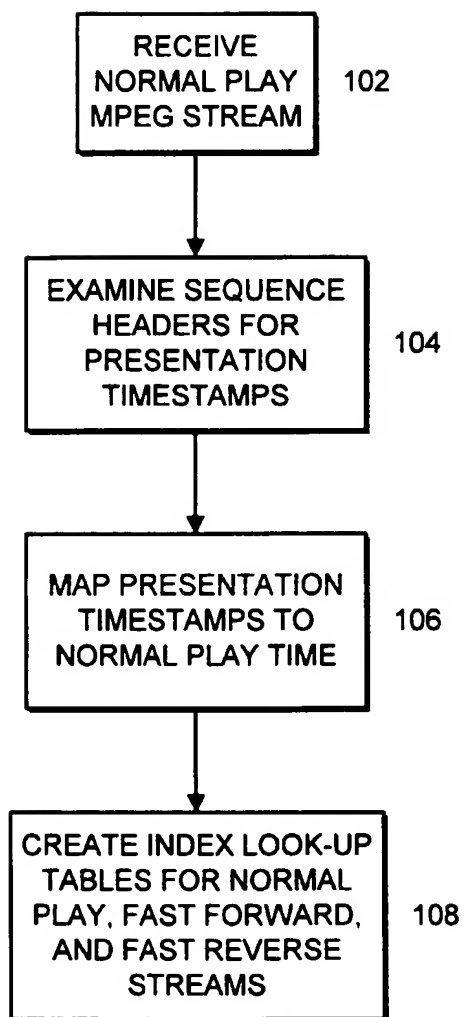 RECEIVE
NORMAL PLAY
MPEG STREAM
102
EXAMINE SEQUENCE
HEADERS FOR
PRESENTATION
TIMESTAMPS
104
MAP PRESENTATION
TIMESTAMPS TO
NORMAL PLAY TIME
106
CREATE INDEX LOOK-UP
TABLES FOR NORMAL
PLAY, FAST FORWARD,
AND FAST REVERSE
STREAMS
108